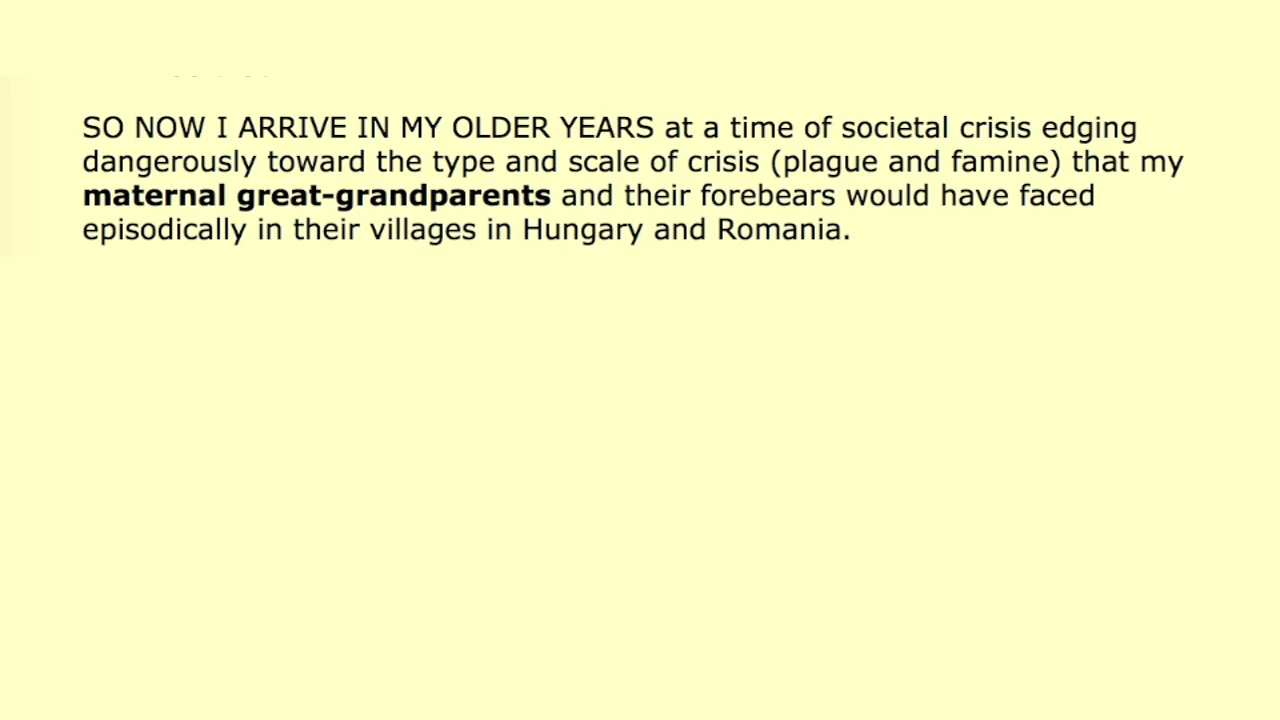 SO NOW I ARRIVE IN MY OLDER YEARS at a time of societal crisis edging
dangerously toward the type and scale of crisis (plague and famine) that my
maternal great-grandparents and their forebears would have faced
episodically in their villages in Hungary and Romania.